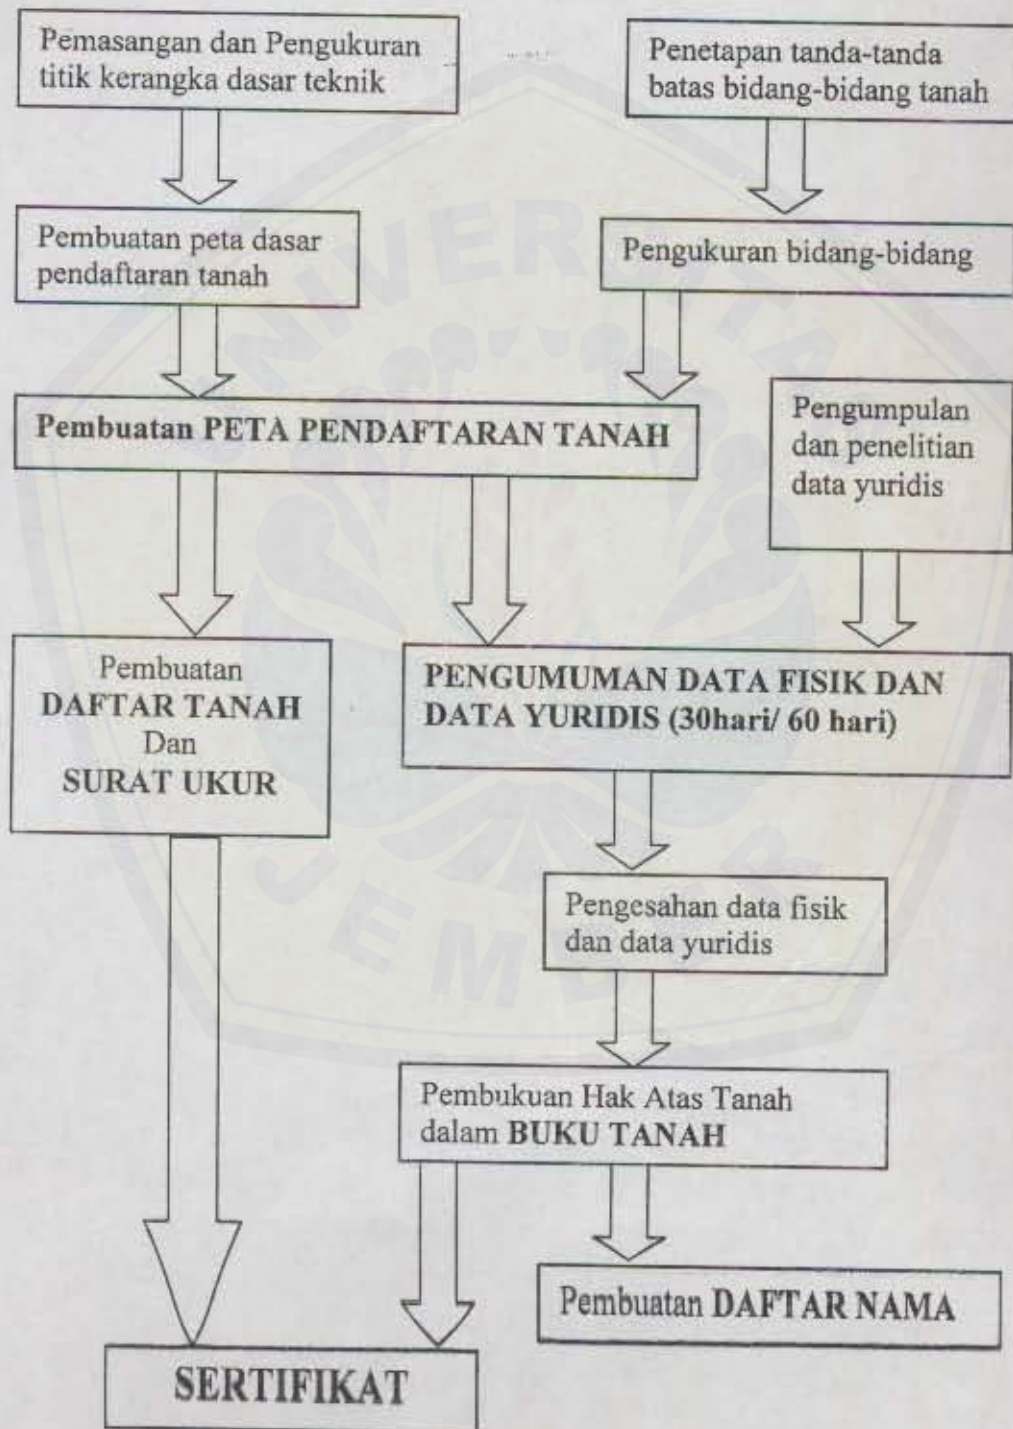 Pemasangan dan Pengukuran
titik kerangka dasar teknik
Penetapan tanda-tanda
batas bidang-bidang tanah
Pembuatan peta dasar
pendaftaran tanah
Pengukuran bidang-bidang
Pembuatan PETA PENDAFTARAN TANAH
Pengumpulan
dan penelitian
data yuridis
Pembuatan
DAFTAR TANAH
Dan
SURAT UKUR
PENGUMUMAN DATA FISIK DAN
DATA YURIDIS (30hari/ 60 hari)
Pengesahan data fisik
dan data yuridis
Pembukuan Hak Atas Tanah
dalam BUKU TANAH
Pembuatan DAFTAR NAMA
SERTIFIKAT
JEMBER